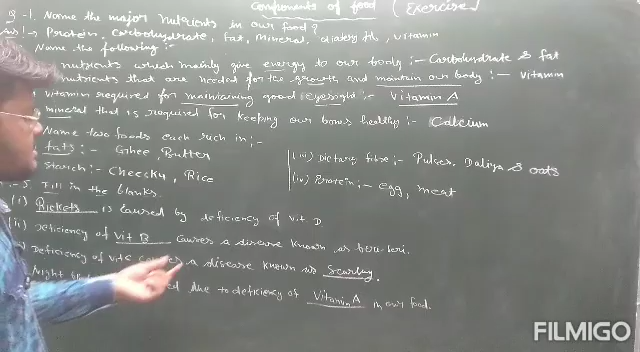 Components of food (Exercise)
Q-1. Name the major nutrients in our food?
Ans:- Protein, Carbohydrate, Fat, Mineral, diatery fib, Vitamin
Name the following:-
nutrients which mainly give energy to our body:- Carbohydrate & fat
nutrients that are needed for the growth and maintain our body:- Vitamin
vitamin required for maintaining good eyesight:- Vitamin A
mineral that is required for keeping our bones healthy:- Calcium
Name two foods each rich in:-
fats:- Ghee, Butter
Starch:- Rice
(iii) Dietary fibre:- Pulses, Daliya & oats
(iv) Protein:- egg, meat
-5. Fill in the blanks
(i) Rickets is caused by deficiency of vit D.
(ii) Deficiency of Vit B causes a disease known as beri-beri.
Deficiency of Vit C a disease known as
Night due to deficiency of Vitamin A in our food.
FILMIGO